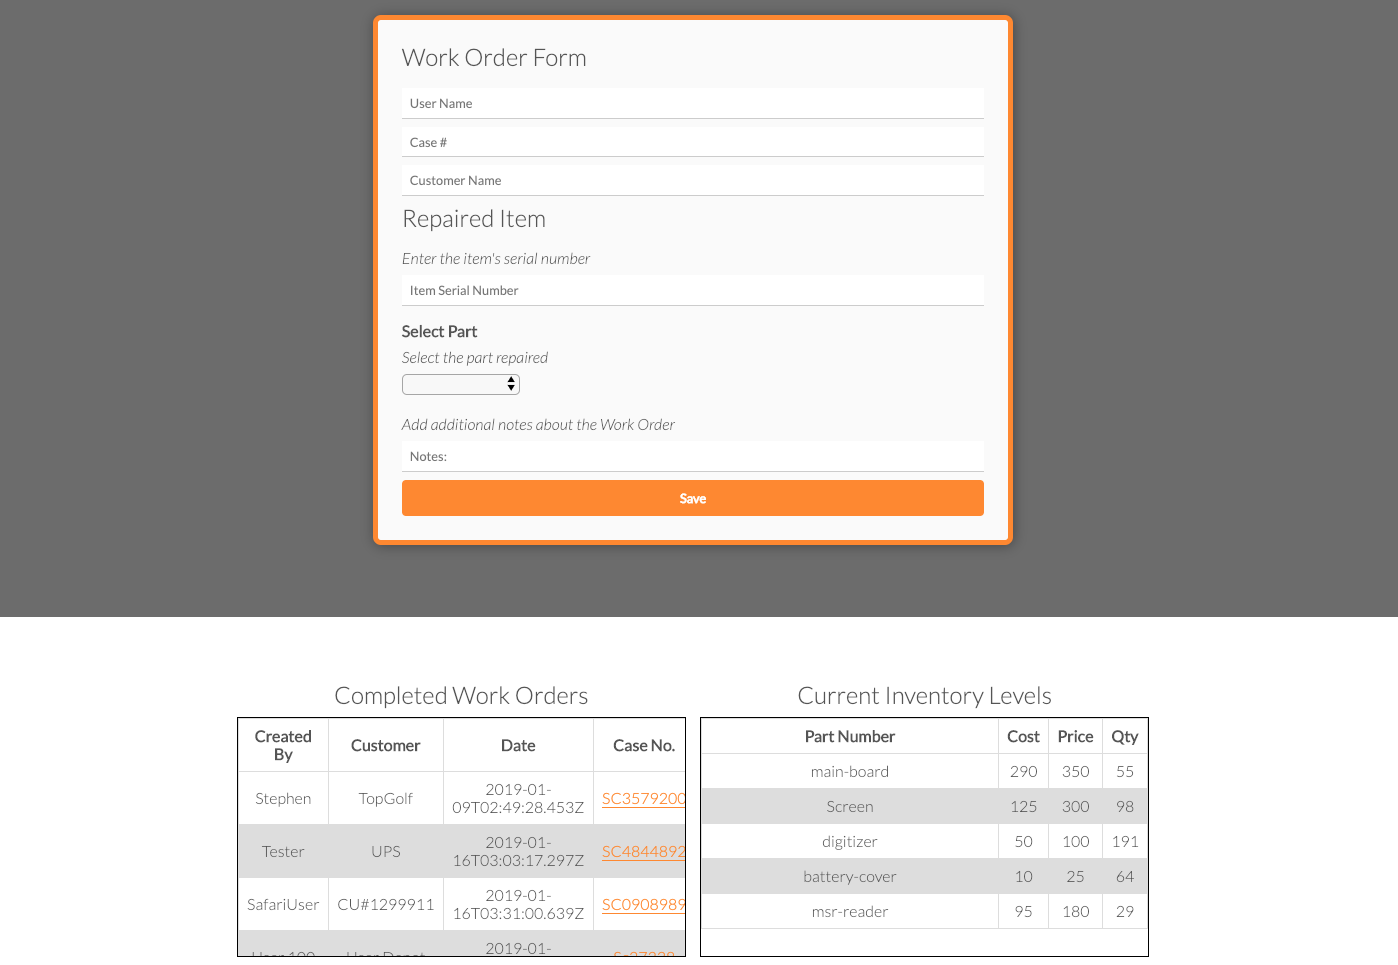 Work Order Form
User Name
Case #
Customer Name
Repaired Item
Enter the item's serial number
Item Serial Number
Select Part
Select the part repaired
Add additional notes about the Work Order
Notes:
Save
Completed Work Orders
Created By Customer Date Case No.
Stephen TopGolf 2019-01-09T02:49:28.453Z SC3579200
Tester UPS 2019-01-16T03:03:17.297Z SC4844892
SafariUser CU#1299911 2019-01-16T03:31:00.639Z SC0908989
2019-01-
Current Inventory Levels
Part Number Cost Price Qty
main-board 290 350 55
Screen 125 300 98
digitizer 50 100 191
battery-cover 10 25 64
msr-reader 95 180 29